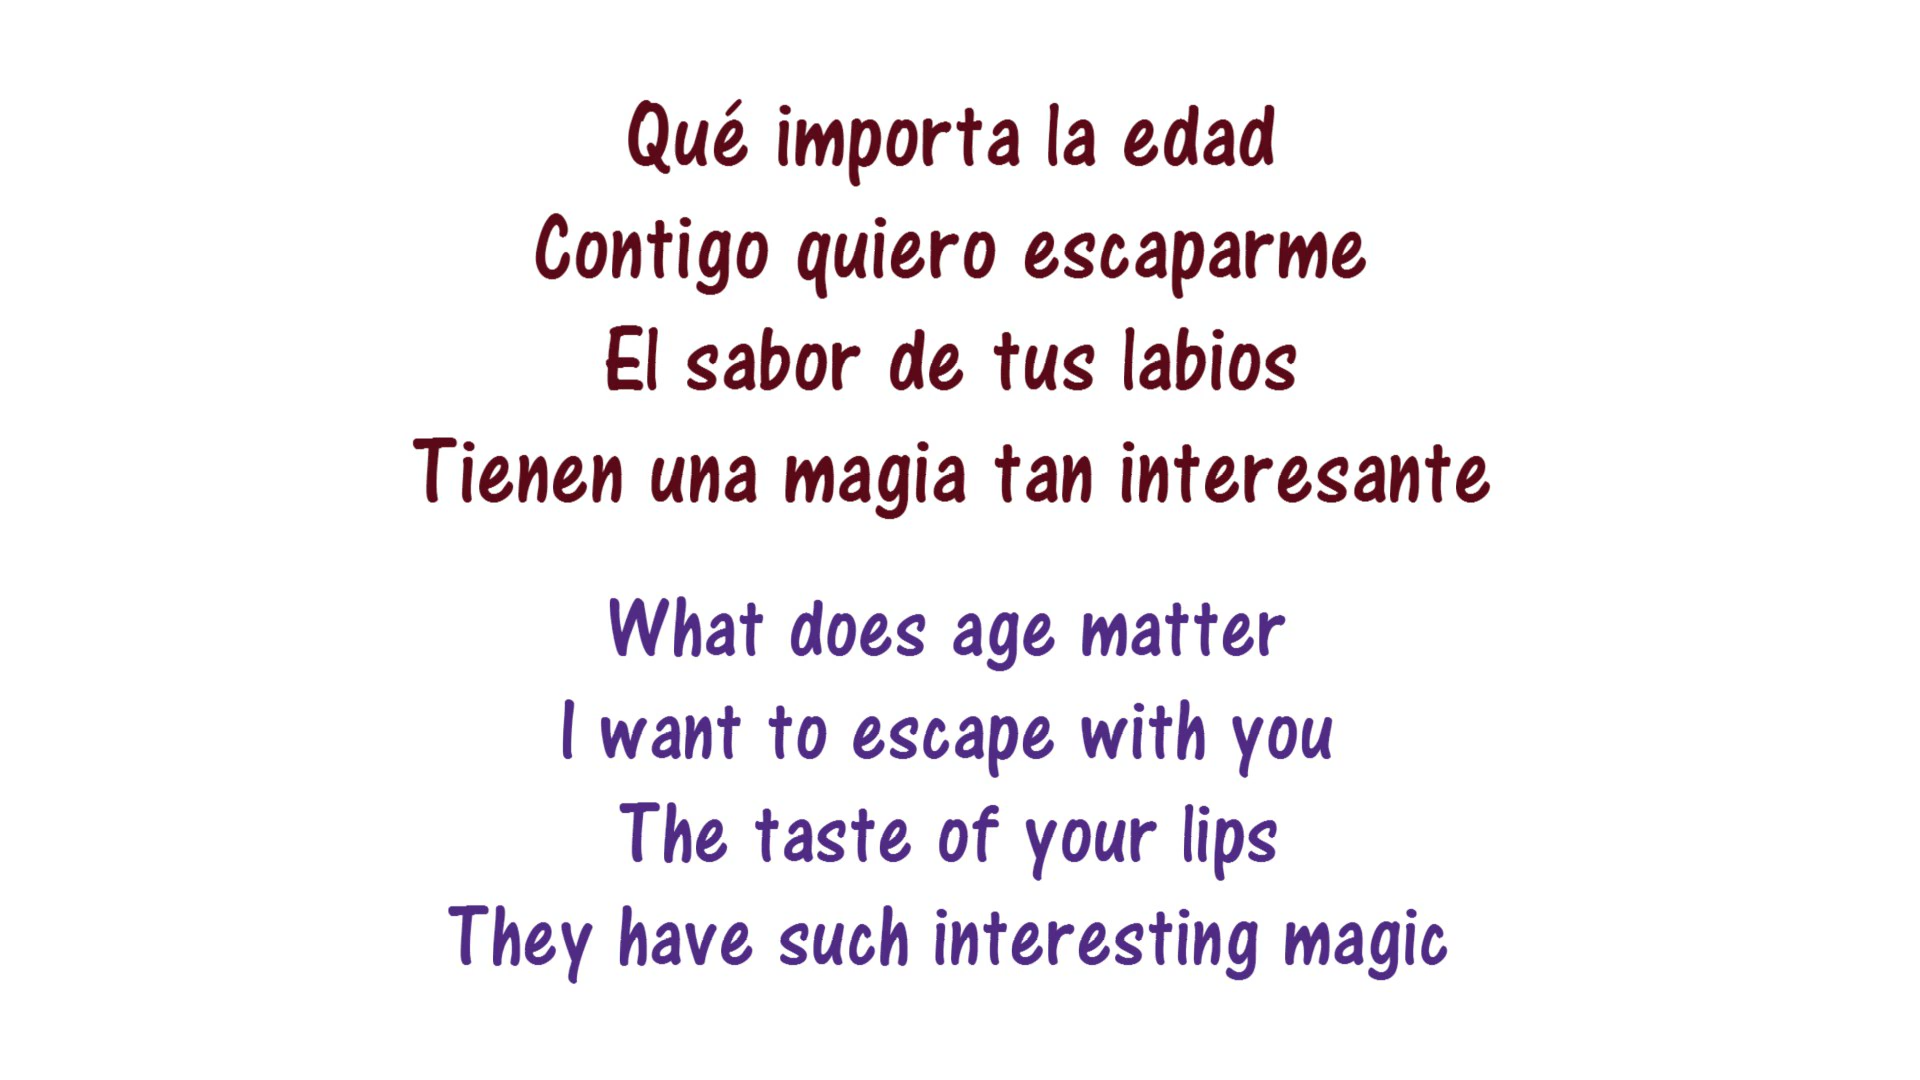 Qué importa la edad
Contigo quiero escaparme
El sabor de tus labios
Tienen una magia tan interesante
What does age matter
I want to escape with you
The taste of your lips
They have such interesting magic